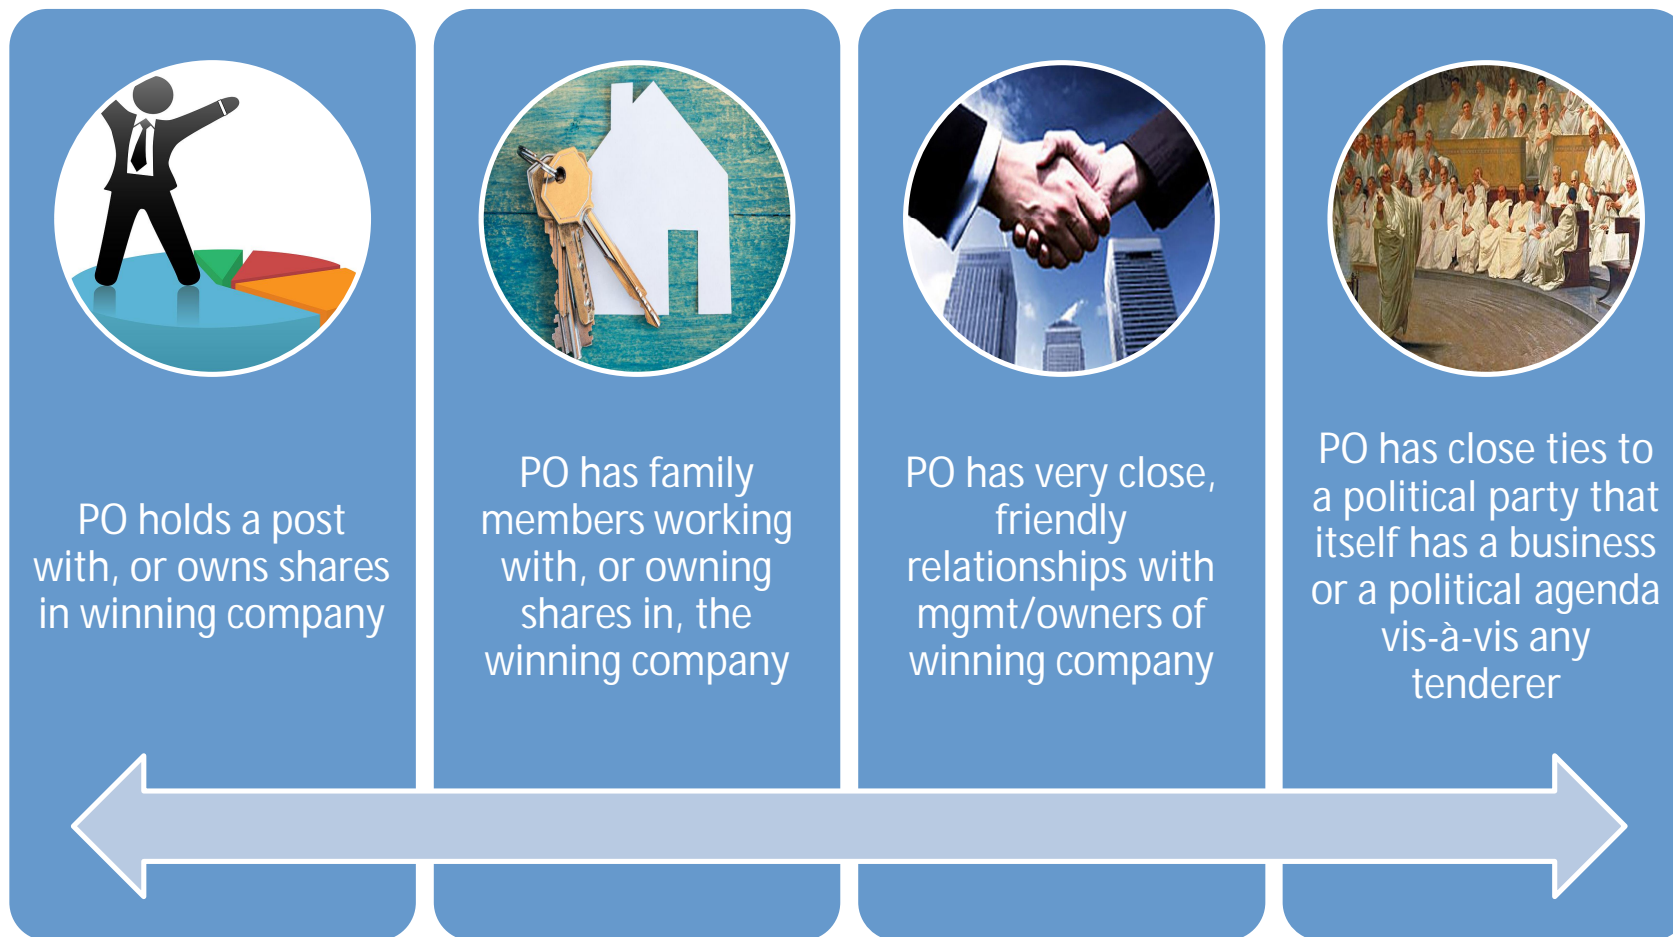 PO holds a post
with, or owns shares
in winning company
PO has family
members working
with, or owning
shares in, the
winning company
PO has very close,
friendly
relationships with
mgmt/owners of
winning company
PO has close ties to
a political party that
itself has a business
or a political agenda
vis-à-vis any
tenderer